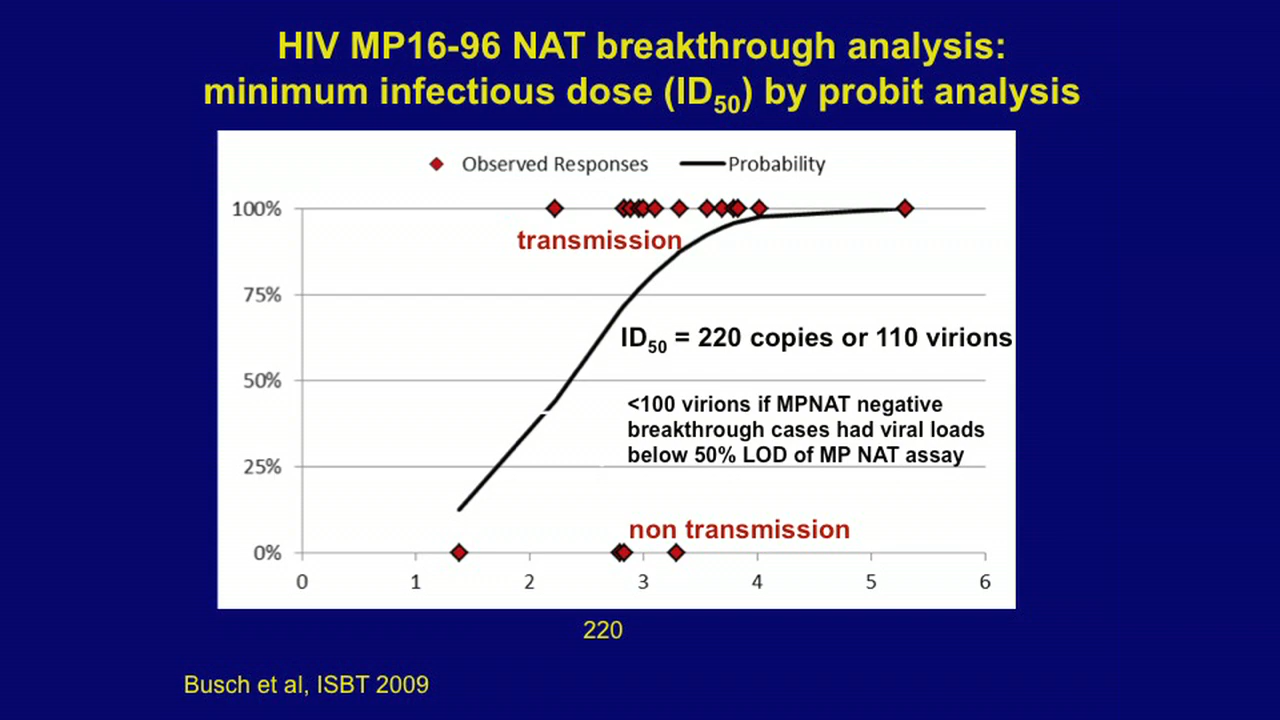 HIV MP16-96 NAT breakthrough analysis:
minimum infectious dose (ID50) by probit analysis
Observed Responses Probability
100%
transmission
75%
ID50 = 220 copies or 110 virions
50%
<100 virions if MPNAT negative
breakthrough cases had viral loads
below 50% LOD of MP NAT assay
25%
non transmission
0%
0 1 2 3 4 5 6
220
Busch et al, ISBT 2009